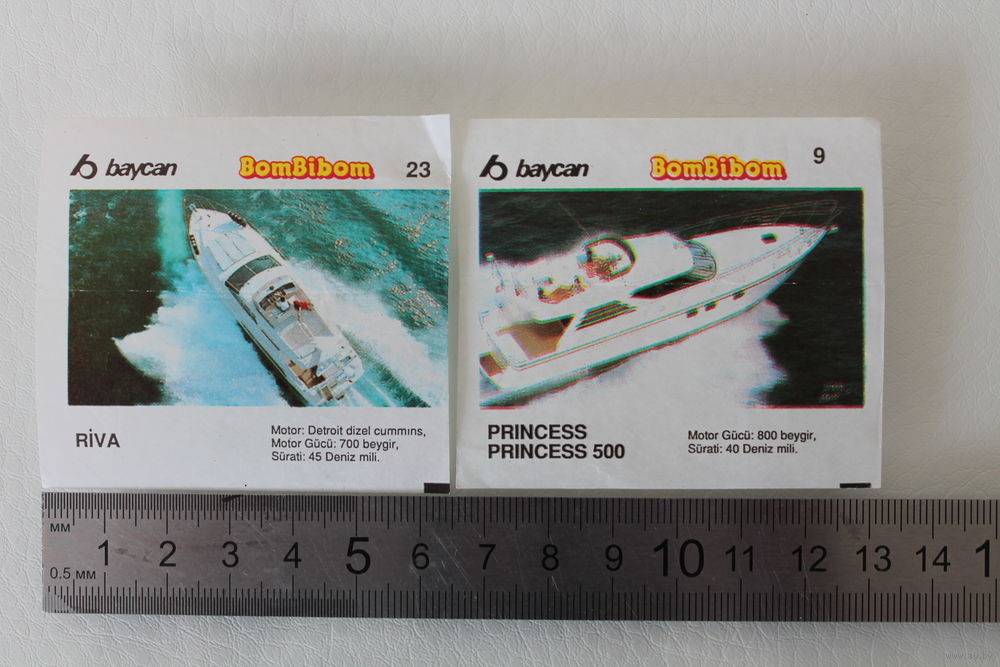 baycan
BomBibom
23
RİVA
Motor: Detroit dizel cummıns,
Motor Gücü: 700 beygir,
Sürati: 45 Deniz mili.
baycan
BomBibom
9
PRINCESS
PRINCESS 500
Motor Gücü: 800 beygir,
Sürati: 40 Deniz mili.
мм
1 2 3 4 5 6 7 8 9 10 11 12 13 14 1
0.5 мм